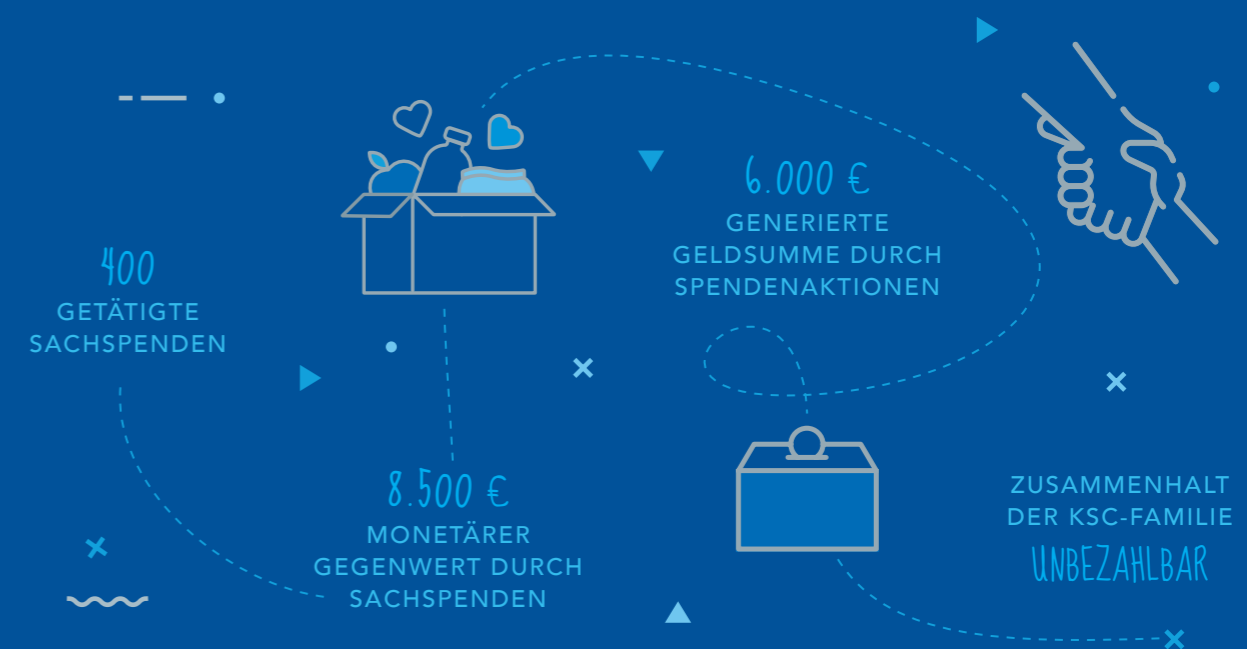 400
GETÄTIGTE
SACHSPENDEN
8.500 €
MONETÄRER
GEGENWERT DURCH
SACHSPENDEN
6.000 €
GENERIERTE
GELDSUMME DURCH
SPENDENAKTIONEN
ZUSAMMENHALT
DER KSC-FAMILIE
UNBEZAHLBAR